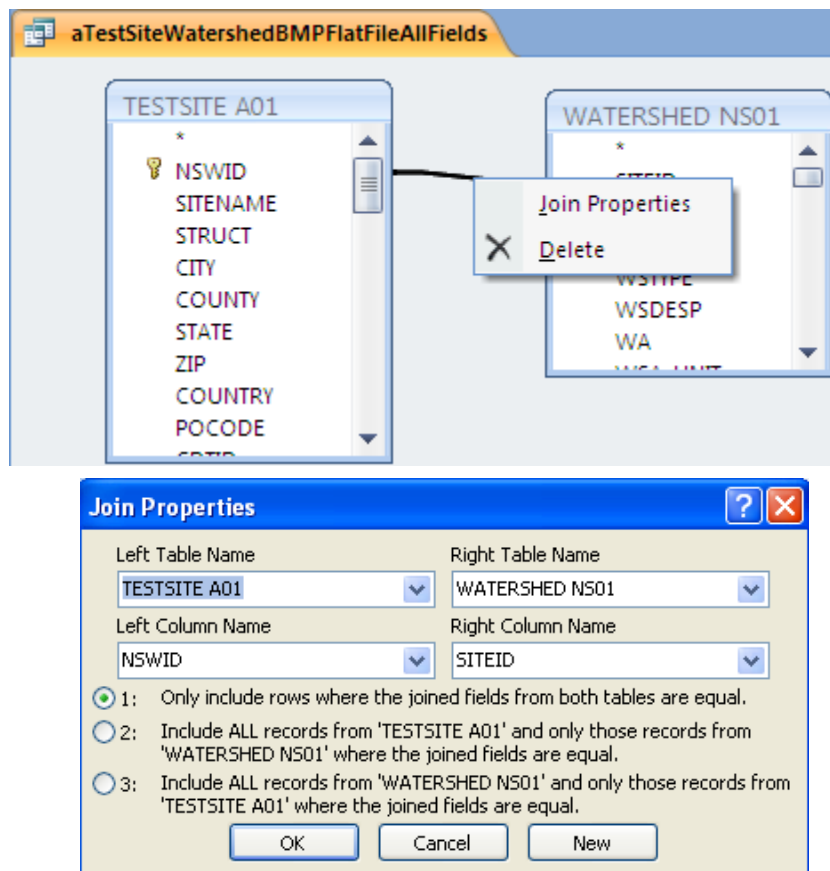 aTestSiteWatershedBMPFlatFileAllFields
TESTSITE A01
*
NSWID
SITENAME
STRUCT
CITY
COUNTY
STATE
ZIP
COUNTRY
POCODE
WATERSHED NS01
*
SITEID
Join Properties
Delete
WSTYPE
WSDESP
WA
WSA_UNIT
Join Properties
Left Table Name
Right Table Name
TESTSITE A01
WATERSHED NS01
Left Column Name
Right Column Name
NSWID
SITEID
1: Only include rows where the joined fields from both tables are equal.
2: Include ALL records from 'TESTSITE A01' and only those records from
'WATERSHED NS01' where the joined fields are equal.
3: Include ALL records from 'WATERSHED NS01' and only those records from
'TESTSITE A01' where the joined fields are equal.
OK
Cancel
New